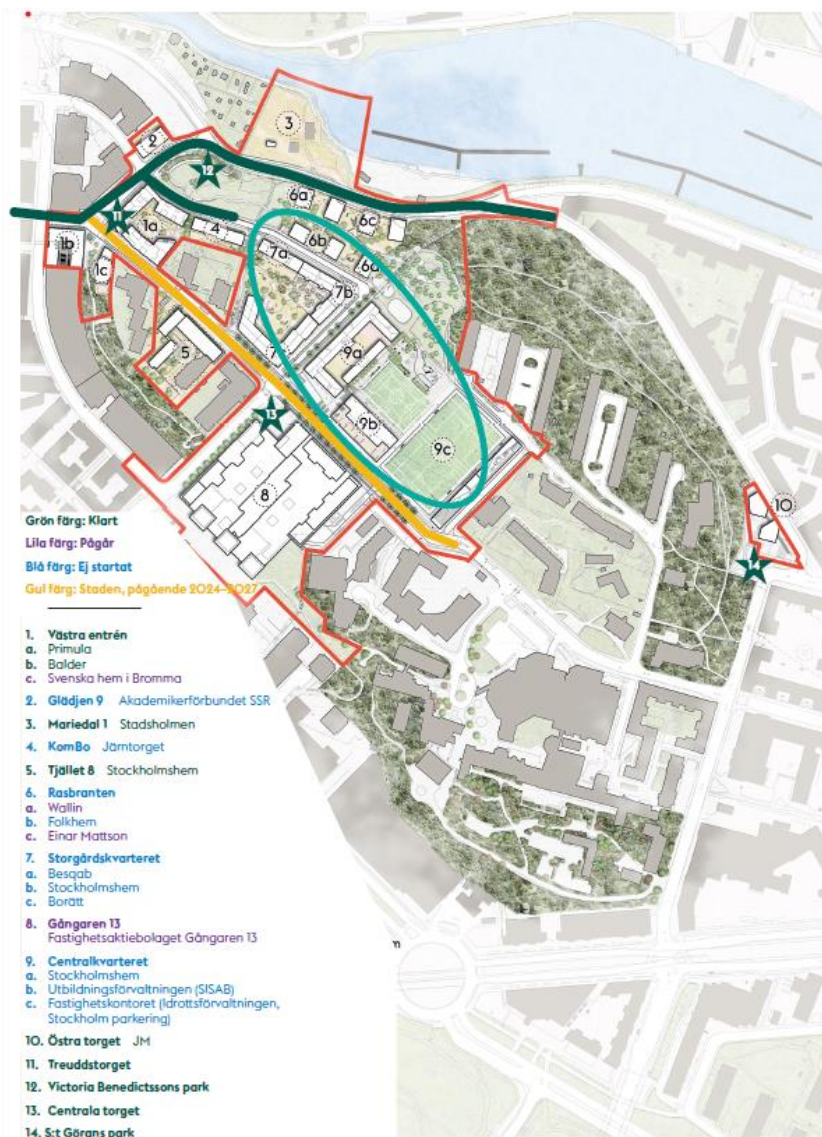 3
2
12
6a
6c
11
1a
4
6b
1b
7a
6a
1c
7b
9a
5
7
13
9b
9c
8
10
14
Grön färg: Klart
Lila färg: Pågår
Blå färg: Ej startat
Gul färg: Staden, pågående 2024–2027
1. Västra entrén
a. Primula
b. Balder
c. Svenska hem i Bromma
2. Glädjen 9 Akademikerförbundet SSR
3. Mariedal 1 Stadsholmen
4. KomBo Järntorget
5. Tjället 8 Stockholmshem
6. Rasbranten
a. Wallin
b. Folkhem
c. Einar Mattson
7. Storgårdskvarteret
a. Besqab
b. Stockholmshem
c. Borätt
8. Gångaren 13
Fastighetsaktiebolaget Gångaren 13
m
9. Centralkvarteret
a. Stockholmshem
b. Utbildningsförvaltningen (SISAB)
c. Fastighetskontoret (Idrottsförvaltningen,
Stockholm parkering)
10. Östra torget JM
11. Treuddstorget
12. Victoria Benedictssons park
13. Centrala torget
14. S:t Görans park